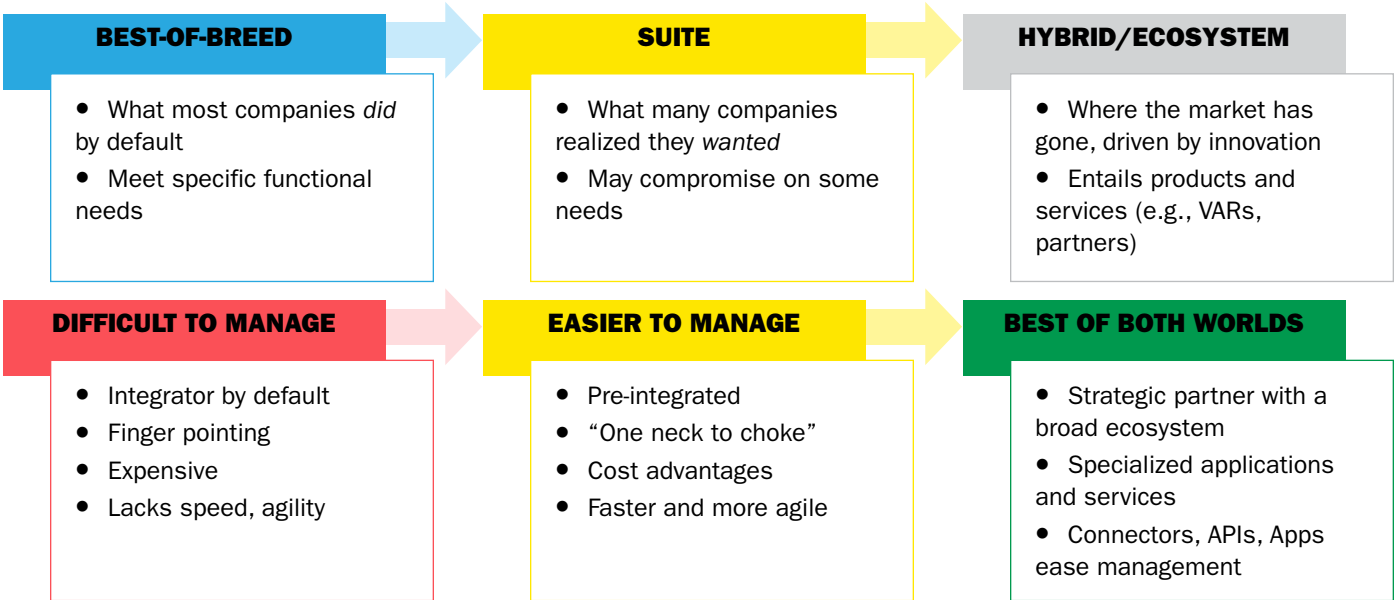 BEST-OF-BREED
• What most companies did
by default
• Meet specific functional
needs
SUITE
• What many companies
realized they wanted
• May compromise on some
needs
HYBRID/ECOSYSTEM
• Where the market has
gone, driven by innovation
• Entails products and
services (e.g., VARs,
partners)
DIFFICULT TO MANAGE
• Integrator by default
• Finger pointing
• Expensive
• Lacks speed, agility
EASIER TO MANAGE
• Pre-integrated
• “One neck to choke”
• Cost advantages
• Faster and more agile
BEST OF BOTH WORLDS
• Strategic partner with a
broad ecosystem
• Specialized applications
and services
• Connectors, APIs, Apps
ease management